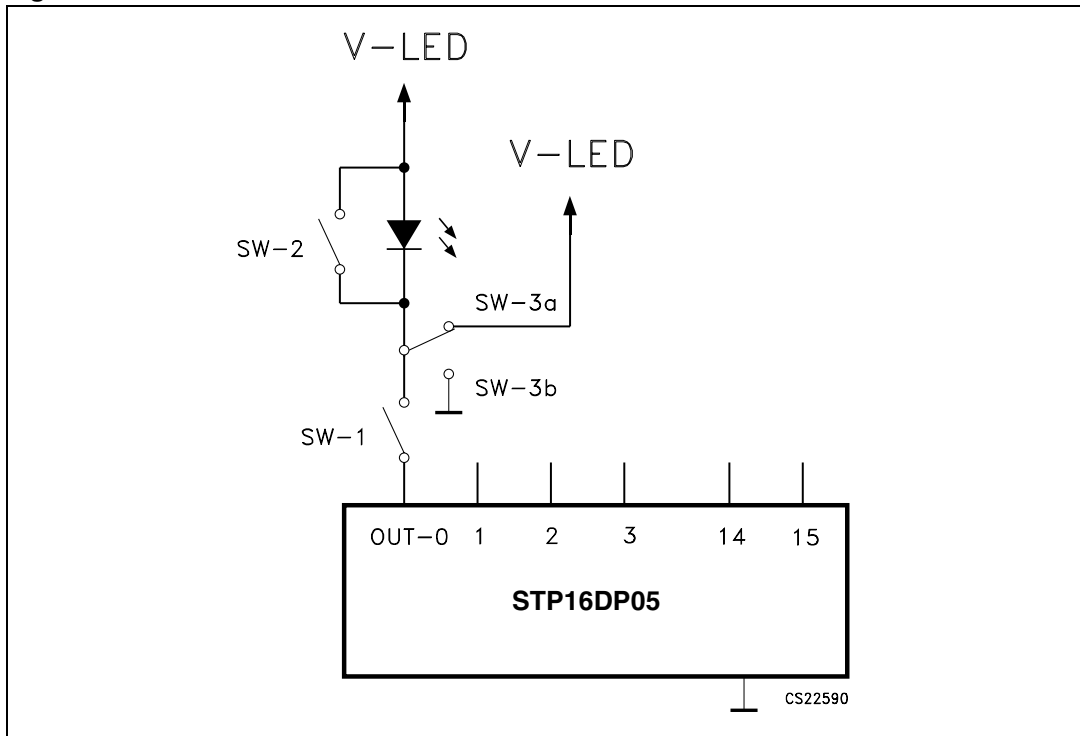 V-LED
V-LED
SW-2
SW-3a
SW-3b
SW-1
OUT-0 1 2 3 14 15
STP16DP05
CS22590